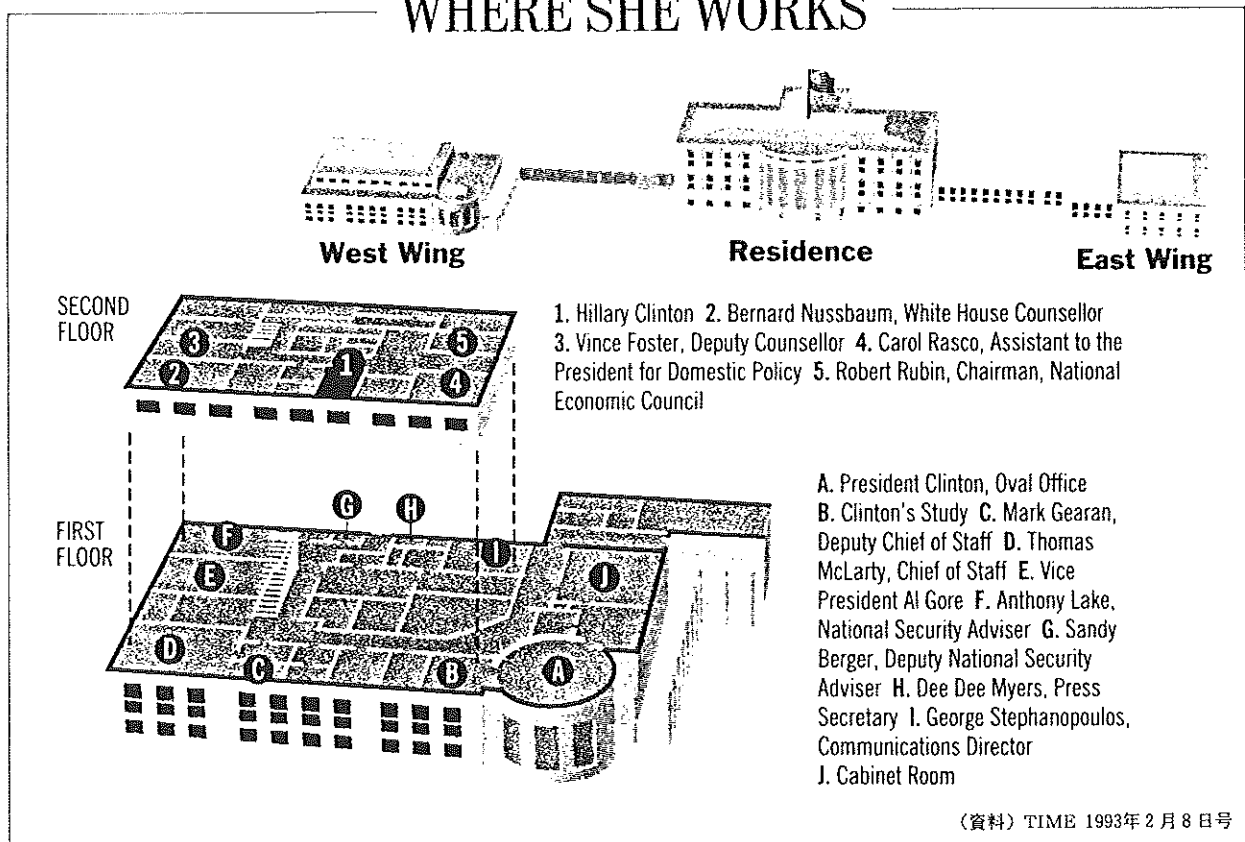 WHERE SHE WORKS
West Wing
Residence
East Wing
SECOND
FLOOR
3
2
1
5
4
1. Hillary Clinton 2. Bernard Nussbaum, White House Counsellor
3. Vince Foster, Deputy Counsellor 4. Carol Rasco, Assistant to the
President for Domestic Policy 5. Robert Rubin, Chairman, National
Economic Council
FIRST
FLOOR
G
H
F
I
E
J
D
C
B
A
A. President Clinton, Oval Office
B. Clinton's Study C. Mark Gearan,
Deputy Chief of Staff D. Thomas
McLarty, Chief of Staff E. Vice
President Al Gore F. Anthony Lake,
National Security Adviser G. Sandy
Berger, Deputy National Security
Adviser H. Dee Dee Myers, Press
Secretary I. George Stephanopoulos,
Communications Director
J. Cabinet Room
(資料) TIME 1993年2月8日号